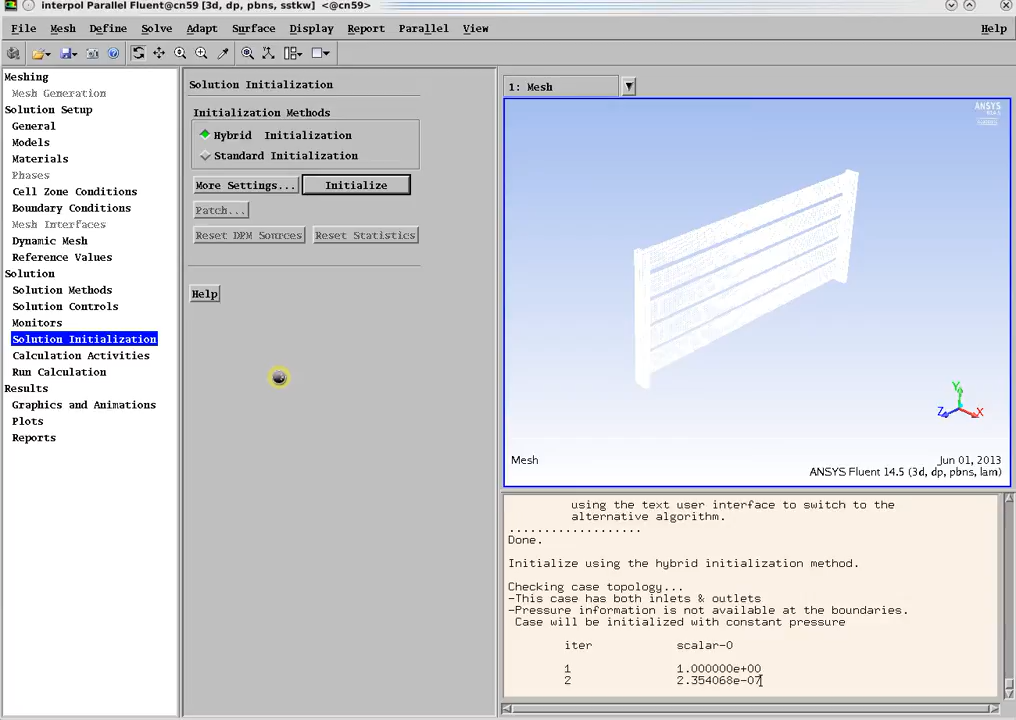 interpol Parallel Fluent@cn59 [3d, dp, pbns, sstkw] <@cn59>
File Mesh Define Solve Adapt Surface Display Report Parallel View Help
Meshing
Mesh Generation
Solution Setup
General
Models
Materials
Phases
Cell Zone Conditions
Boundary Conditions
Mesh Interfaces
Dynamic Mesh
Reference Values
Solution
Solution Methods
Solution Controls
Monitors
Solution Initialization
Calculation Activities
Run Calculation
Results
Graphics and Animations
Plots
Reports
Solution Initialization
Initialization Methods
Hybrid Initialization
Standard Initialization
More Settings... Initialize
Patch...
Reset DPM Sources Reset Statistics
Help
1: Mesh
ANSYS
Y
Z X
Mesh
Jun 01, 2013
ANSYS Fluent 14.5 (3d, dp, pbns, lam)
using the text user interface to switch to the
alternative algorithm.
...................
Done.
Initialize using the hybrid initialization method.
Checking case topology...
-This case has both inlets & outlets
-Pressure information is not available at the boundaries.
Case will be initialized with constant pressure
iter scalar-0
1 1.000000e+00
2 2.354068e-07